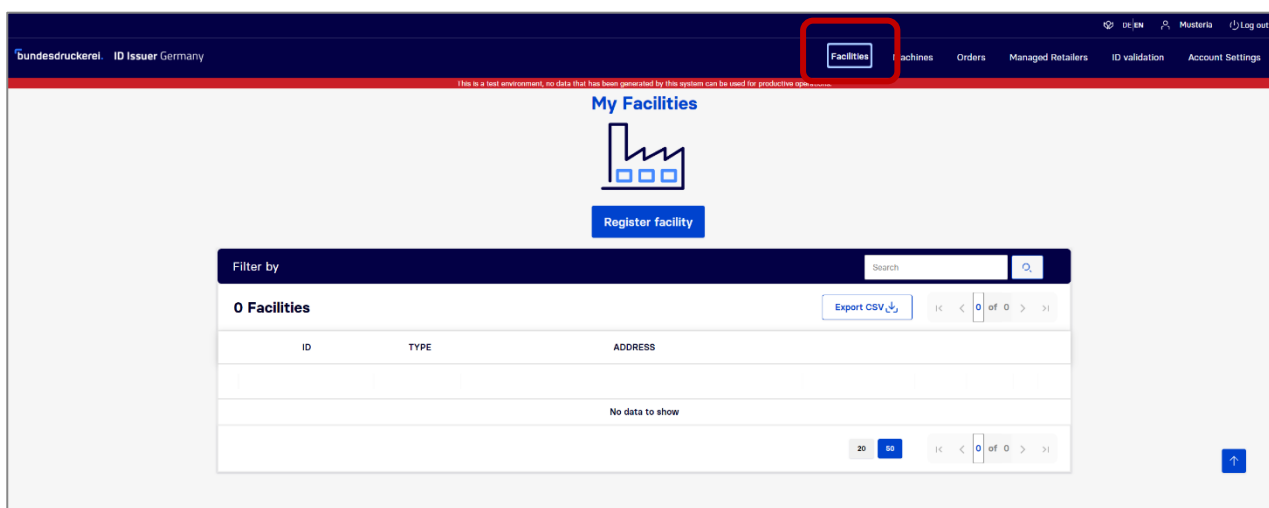 DE|EN Musteria Log out
bundesdruckerei. ID Issuer Germany Facilities Machines Orders Managed Retailers ID validation Account Settings
This is a test environment, no data that has been generated by this system can be used for productive
My Facilities
Register facility
Filter by Search
0 Facilities Export CSV 0 of 0
ID TYPE ADDRESS
No data to show
20 50 0 of 0